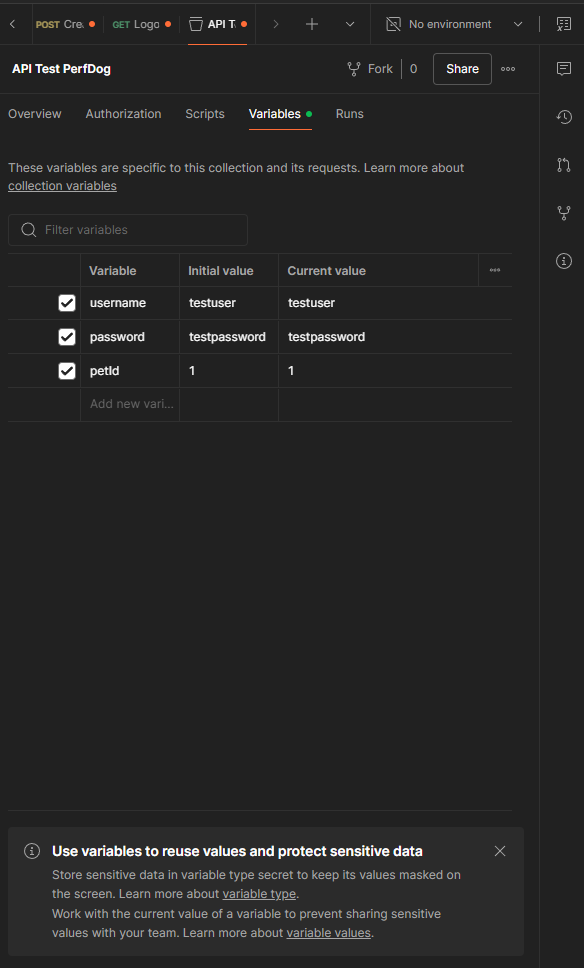 POST Cre
GET Logo
API T
No environment
API Test PerfDog
Fork 0 Share
Overview Authorization Scripts Variables Runs
These variables are specific to this collection and its requests. Learn more about
collection variables
Filter variables
Variable Initial value Current value
username testuser testuser
password testpassword testpassword
petId 1 1
Add new vari...
Use variables to reuse values and protect sensitive data
Store sensitive data in variable type secret to keep its values masked on
the screen. Learn more about variable type.
Work with the current value of a variable to prevent sharing sensitive
values with your team. Learn more about variable values.